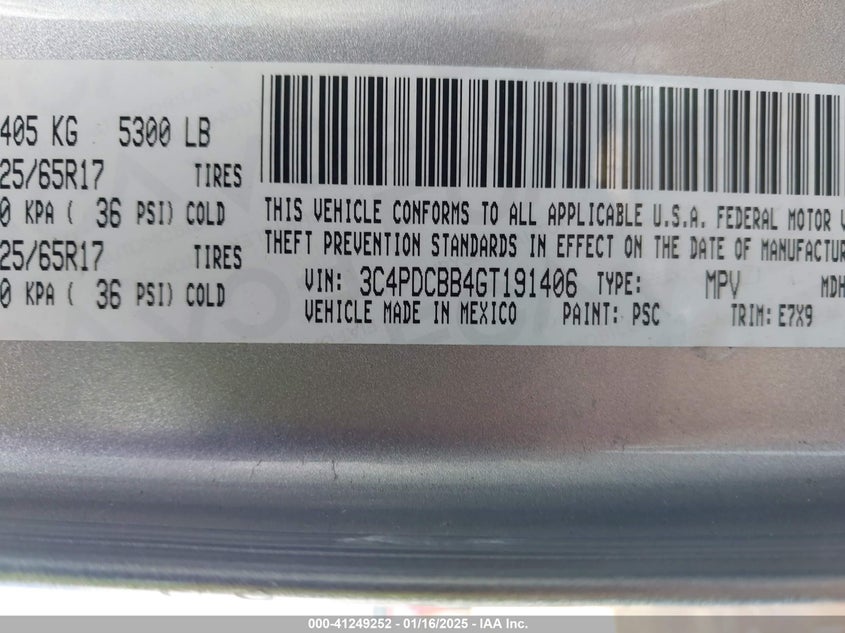 405 KG 5300 LB
25/65R17 TIRES
0 KPA ( 36 PSI) COLD
25/65R17 TIRES
0 KPA ( 36 PSI) COLD
THIS VEHICLE CONFORMS TO ALL APPLICABLE U.S.A. FEDERAL MOTOR V
THEFT PREVENTION STANDARDS IN EFFECT ON THE DATE OF MANUFACTUR
VIN: 3C4PDCBB4GT191406 TYPE: MPV MDH
VEHICLE MADE IN MEXICO PAINT: PSC TRIM: E7X9
000-41249252 - 01/16/2025 - IAA Inc.